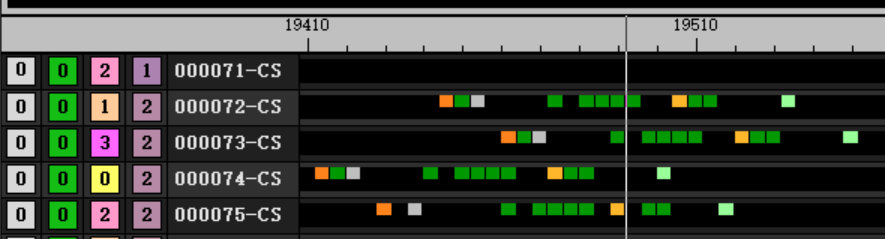 19410 19510
0 0 2 1 000071-CS
0 0 1 2 000072-CS
0 0 3 2 000073-CS
0 0 0 2 000074-CS
0 0 2 2 000075-CS